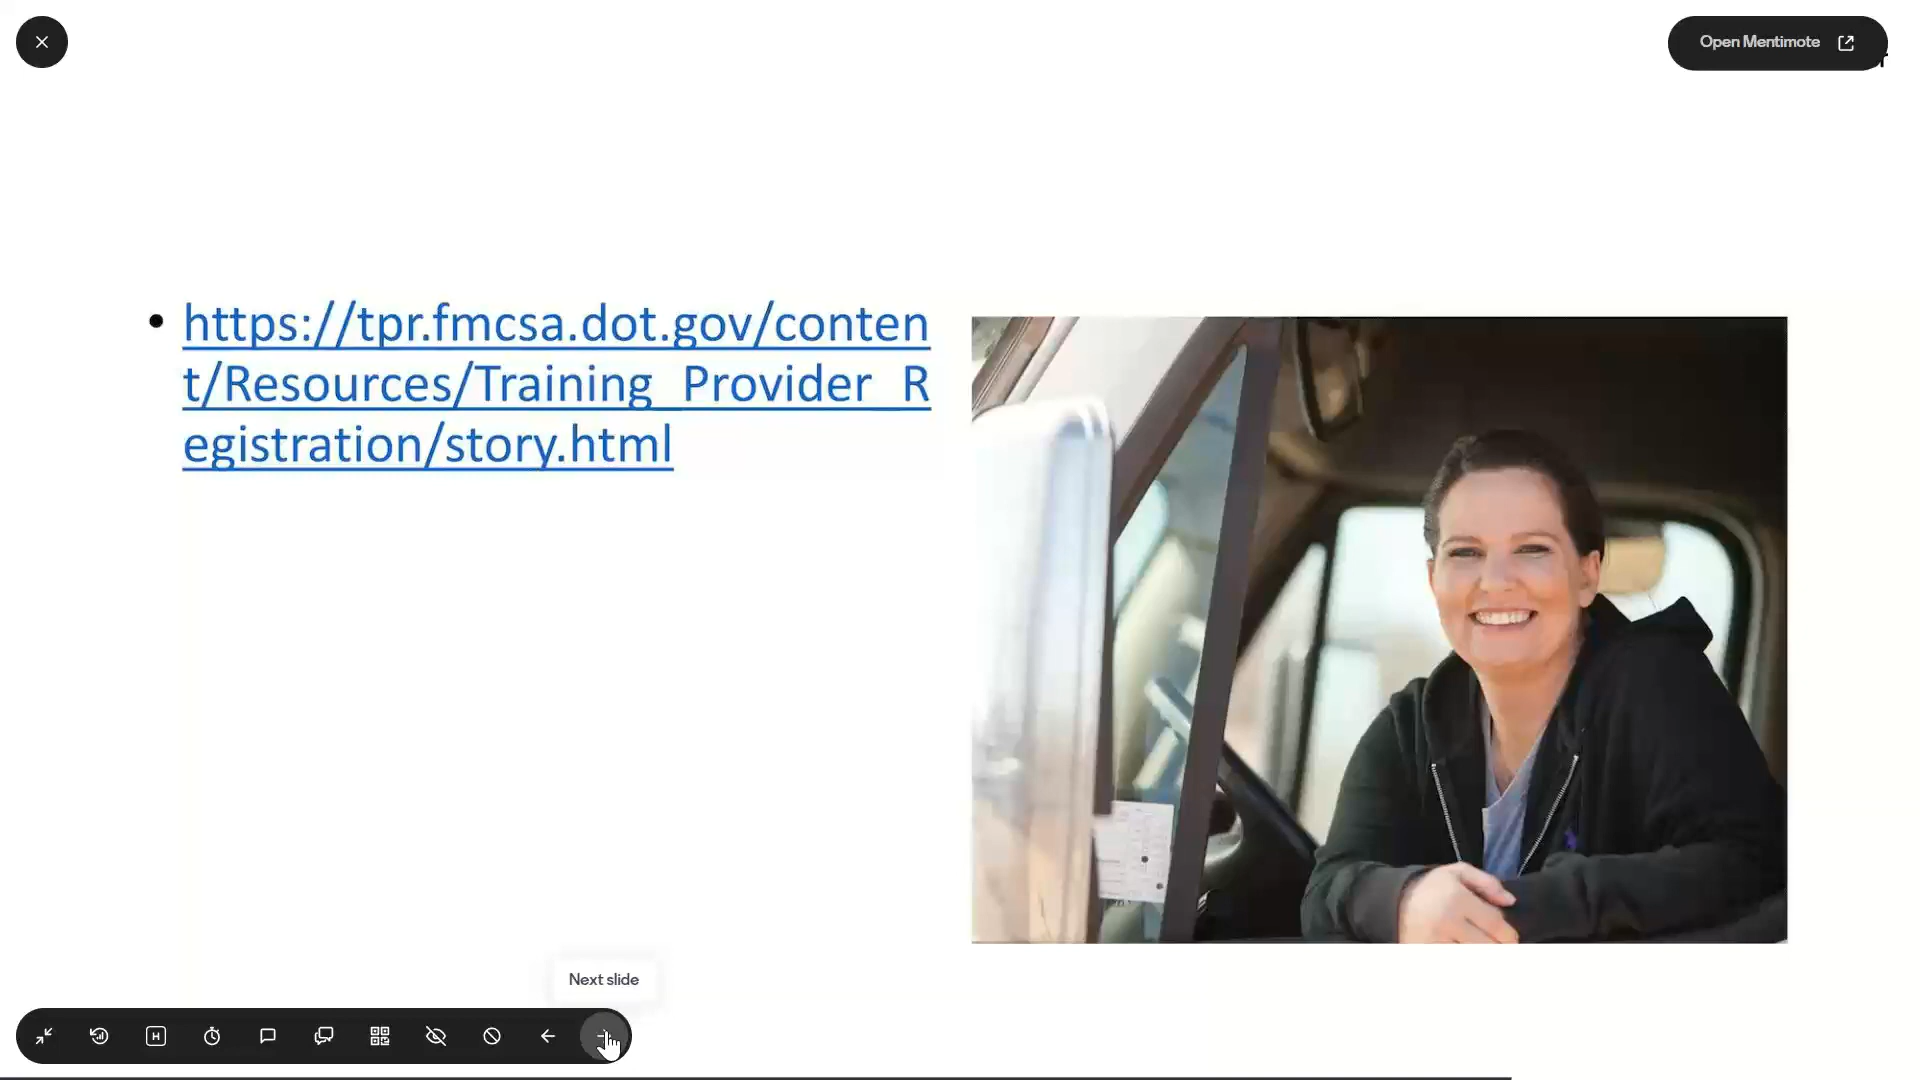 Open Mentimote
• https://tpr.fmcsa.dot.gov/conten
t/Resources/Training_Provider_R
egistration/story.html
Next slide
H